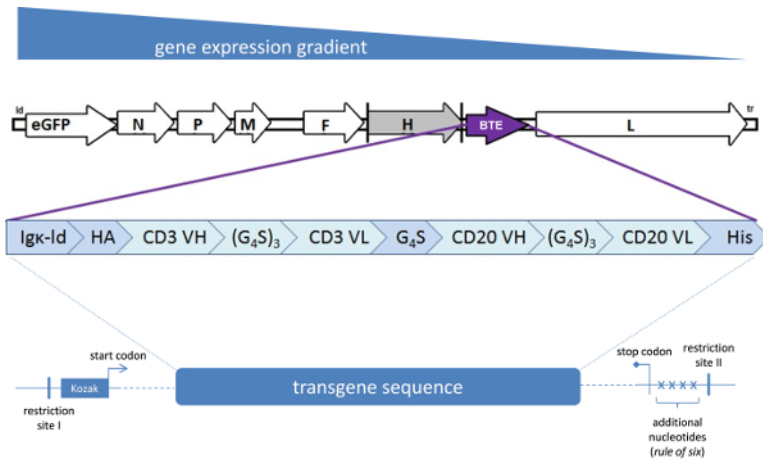 gene expression gradient
ld
tr
eGFP N P M F H BTE L
Igκ-ld HA CD3 VH (G₄S)₃ CD3 VL G₄S CD20 VH (G₄S)₃ CD20 VL His
start codon
stop codon
restriction
site II
Kozak
transgene sequence
x x x x
restriction
site I
additional
nucleotides
(rule of six)